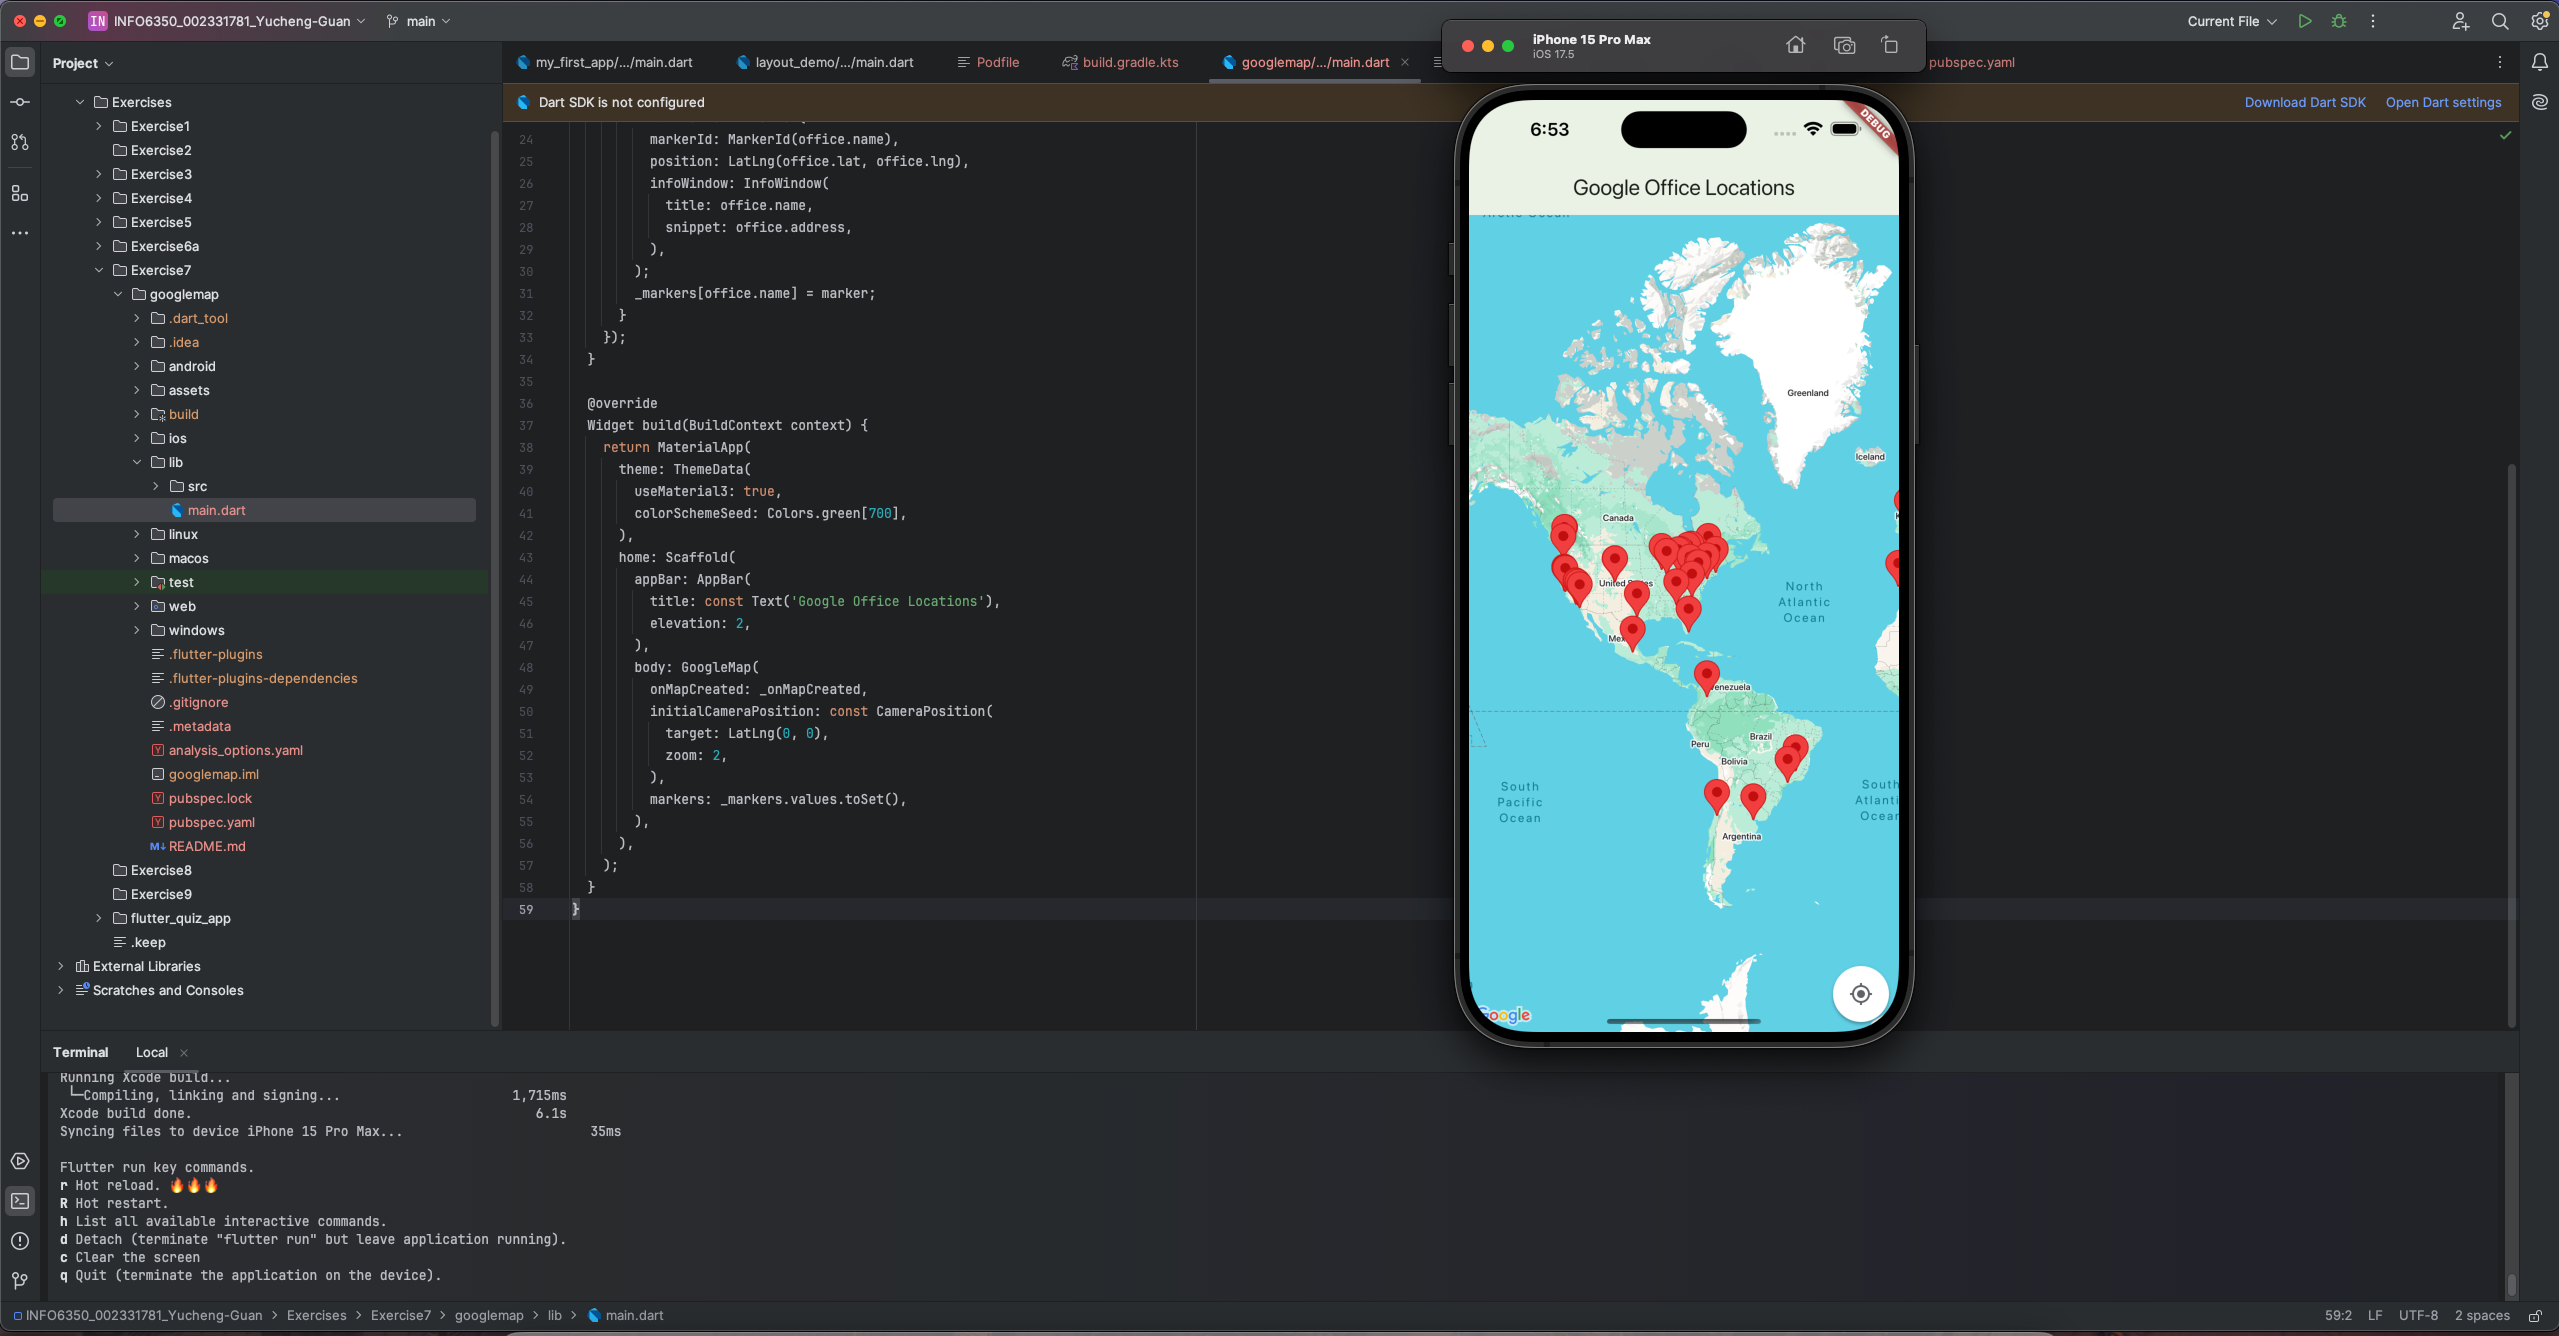 IN INFO6350_002331781_Yucheng-Guan main
Current File
Project
Exercises
Exercise1
Exercise2
Exercise3
Exercise4
Exercise5
Exercise6a
Exercise7
googlemap
.dart_tool
.idea
android
assets
build
ios
lib
src
main.dart
linux
macos
test
web
windows
.flutter-plugins
.flutter-plugins-dependencies
.gitignore
.metadata
analysis_options.yaml
googlemap.iml
pubspec.lock
pubspec.yaml
README.md
Exercise8
Exercise9
flutter_quiz_app
.keep
External Libraries
Scratches and Consoles
my_first_app/.../main.dart layout_demo/.../main.dart Podfile build.gradle.kts googlemap/.../main.dart pubspec.yaml
Dart SDK is not configured Download Dart SDK Open Dart settings
24 markerId: MarkerId(office.name),
25 position: LatLng(office.lat, office.lng),
26 infoWindow: InfoWindow(
27 title: office.name,
28 snippet: office.address,
29 ),
30 );
31 _markers[office.name] = marker;
32 }
33 });
34 }
35
36 @override
37 Widget build(BuildContext context) {
38 return MaterialApp(
39 theme: ThemeData(
40 useMaterial3: true,
41 colorSchemeSeed: Colors.green[700],
42 ),
43 home: Scaffold(
44 appBar: AppBar(
45 title: const Text('Google Office Locations'),
46 elevation: 2,
47 ),
48 body: GoogleMap(
49 onMapCreated: _onMapCreated,
50 initialCameraPosition: const CameraPosition(
51 target: LatLng(0, 0),
52 zoom: 2,
53 ),
54 markers: _markers.values.toSet(),
55 ),
56 ),
57 );
58 }
59 }
iPhone 15 Pro Max
iOS 17.5
6:53
DEBUG
Google Office Locations
Arctic Ocean
Greenland
Iceland
Canada
North
Atlantic
Ocean
Venezuela
Peru
Brazil
Bolivia
South
Pacific
Ocean
South
Argentina
Google
Terminal Local
Running Xcode build...
└─Compiling, linking and signing... 1,715ms
Xcode build done. 6.1s
Syncing files to device iPhone 15 Pro Max... 35ms
Flutter run key commands.
r Hot reload. 🔥🔥🔥
R Hot restart.
h List all available interactive commands.
d Detach (terminate "flutter run" but leave application running).
c Clear the screen
q Quit (terminate the application on the device).
INFO6350_002331781_Yucheng-Guan > Exercises > Exercise7 > googlemap > lib > main.dart
59:2 LF UTF-8 2 spaces